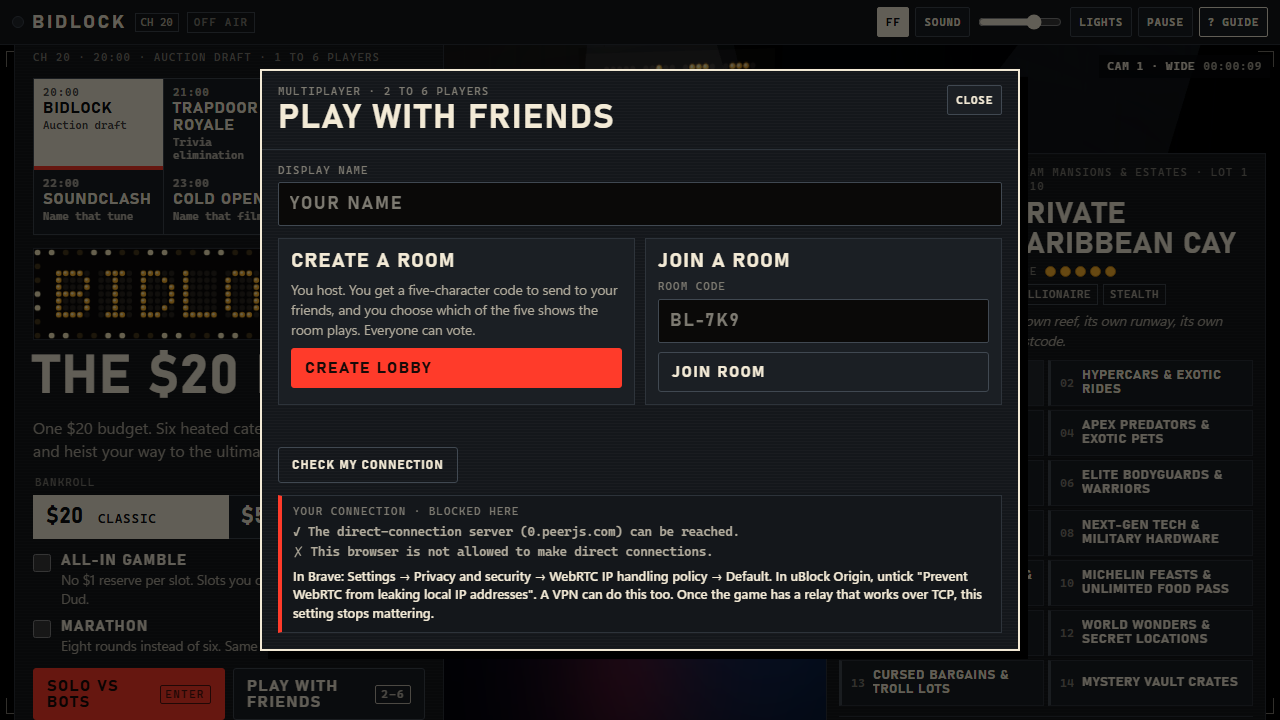 BIDLOCK CH 20 OFF AIR
FF SOUND LIGHTS PAUSE ? GUIDE
CH 20 · 20:00 · AUCTION DRAFT · 1 TO 6 PLAYERS
CAM 1 · WIDE 00:00:09
20:00
BIDLOCK
Auction draft
21:00
TRAPDOOR
ROYALE
Trivia
elimination
22:00
SOUNDCLASH
Name that tune
23:00
COLD OPEN
Name that film
BIDLO
THE $20
One $20 budget. Six heated cate
and heist your way to the ultima
BANKROLL
$20 CLASSIC
ALL-IN GAMBLE
No $1 reserve per slot. Slots you
Dud.
MARATHON
Eight rounds instead of six. Same
SOLO VS
BOTS
ENTER
PLAY WITH
FRIENDS
2–6
MULTIPLAYER · 2 TO 6 PLAYERS
PLAY WITH FRIENDS
CLOSE
DISPLAY NAME
YOUR NAME
CREATE A ROOM
You host. You get a five-character code to send to your
friends, and you choose which of the five shows the
room plays. Everyone can vote.
CREATE LOBBY
JOIN A ROOM
ROOM CODE
BL-7K9
JOIN ROOM
CHECK MY CONNECTION
YOUR CONNECTION · BLOCKED HERE
✓ The direct-connection server (0.peerjs.com) can be reached.
✗ This browser is not allowed to make direct connections.
In Brave: Settings → Privacy and security → WebRTC IP handling policy → Default. In uBlock Origin, untick "Prevent
WebRTC from leaking local IP addresses". A VPN can do this too. Once the game has a relay that works over TCP, this
setting stops mattering.
AM MANSIONS & ESTATES · LOT 1
10
RIVATE
ARIBBEAN CAY
LLIONAIRE STEALTH
own reef, its own runway, its own
stcode.
02 HYPERCARS & EXOTIC
RIDES
04 APEX PREDATORS &
EXOTIC PETS
06 ELITE BODYGUARDS &
WARRIORS
08 NEXT-GEN TECH &
MILITARY HARDWARE
10 MICHELIN FEASTS &
UNLIMITED FOOD PASS
12 WORLD WONDERS &
SECRET LOCATIONS
13 CURSED BARGAINS &
TROLL LOTS
14 MYSTERY VAULT CRATES